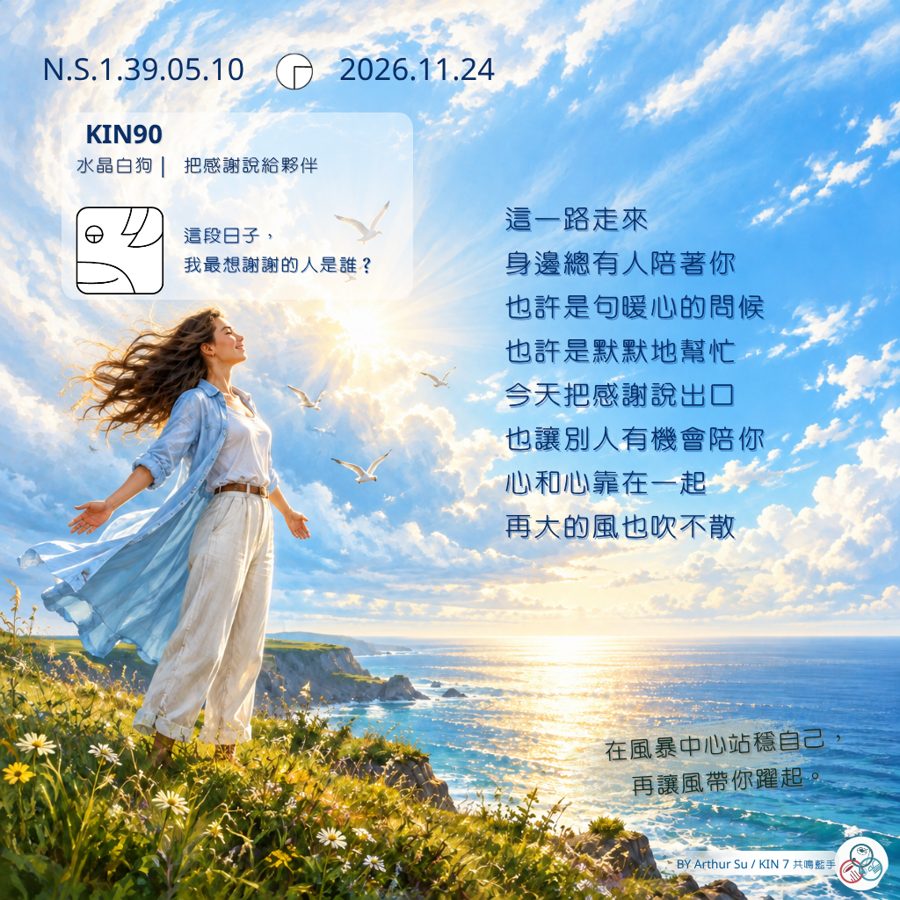 N.S.1.39.05.10 2026.11.24
KIN90
水晶白狗 | 把感謝說給夥伴
這段日子，
我最想謝謝的人是誰？
這一路走來
身邊總有人陪著你
也許是句暖心的問候
也許是默默地幫忙
今天把感謝說出口
也讓別人有機會陪你
心和心靠在一起
再大的風也吹不散
在風暴中心站穩自己，
再讓風帶你躍起。
BY Arthur Su / KIN 7 共鳴藍手